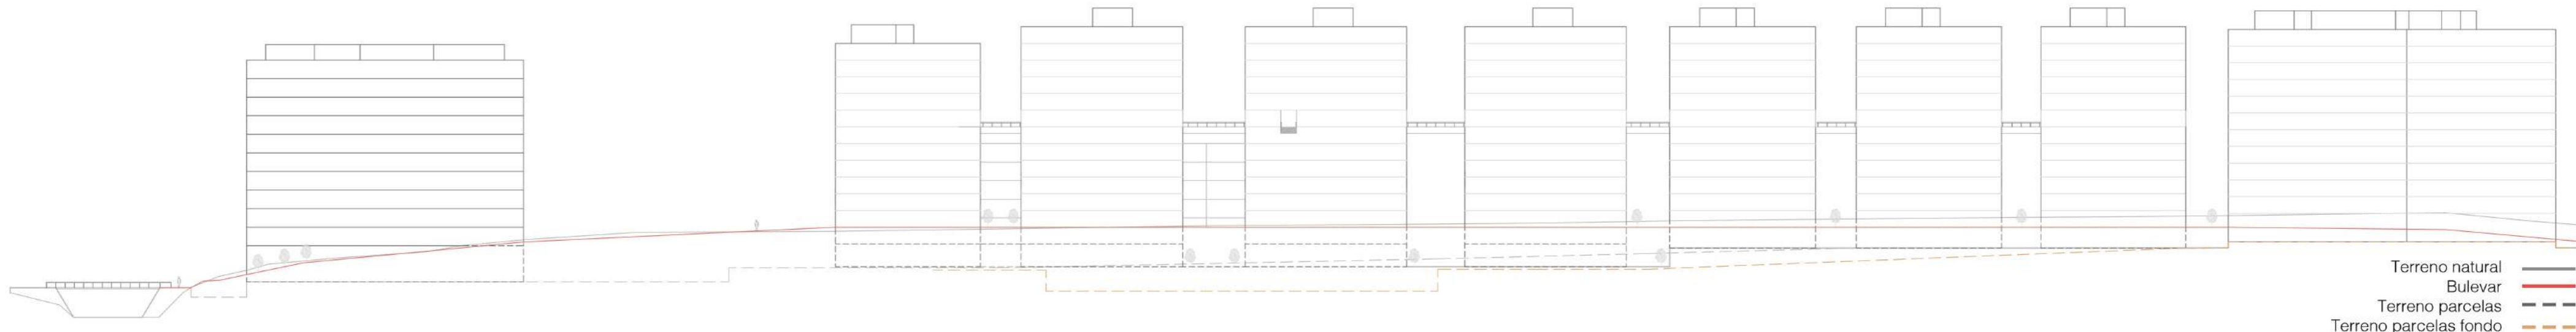 Terreno natural
Bulevar
Terreno parcelas
Terreno parcelas fondo